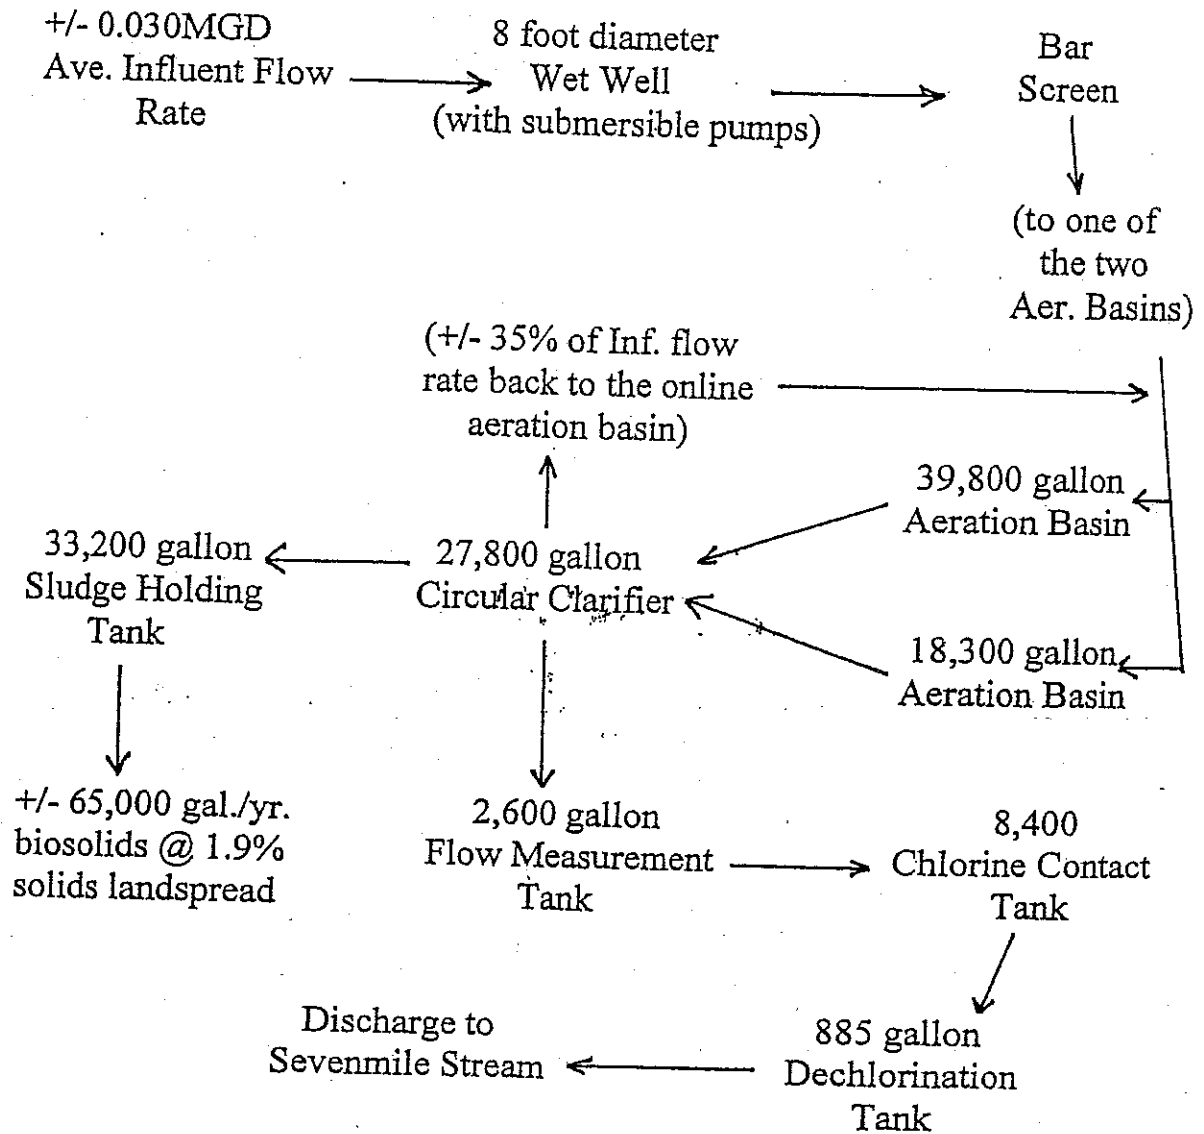 +/- 0.030MGD
Ave. Influent Flow
Rate
8 foot diameter
Wet Well
(with submersible pumps)
Bar
Screen
(to one of
the two
Aer. Basins)
(+/- 35% of Inf. flow
rate back to the online
aeration basin)
39,800 gallon
Aeration Basin
33,200 gallon
Sludge Holding
Tank
27,800 gallon
Circular Clarifier
18,300 gallon
Aeration Basin
+/- 65,000 gal./yr.
biosolids @ 1.9%
solids landspread
2,600 gallon
Flow Measurement
Tank
8,400
Chlorine Contact
Tank
Discharge to
Sevenmile Stream
885 gallon
Dechlorination
Tank